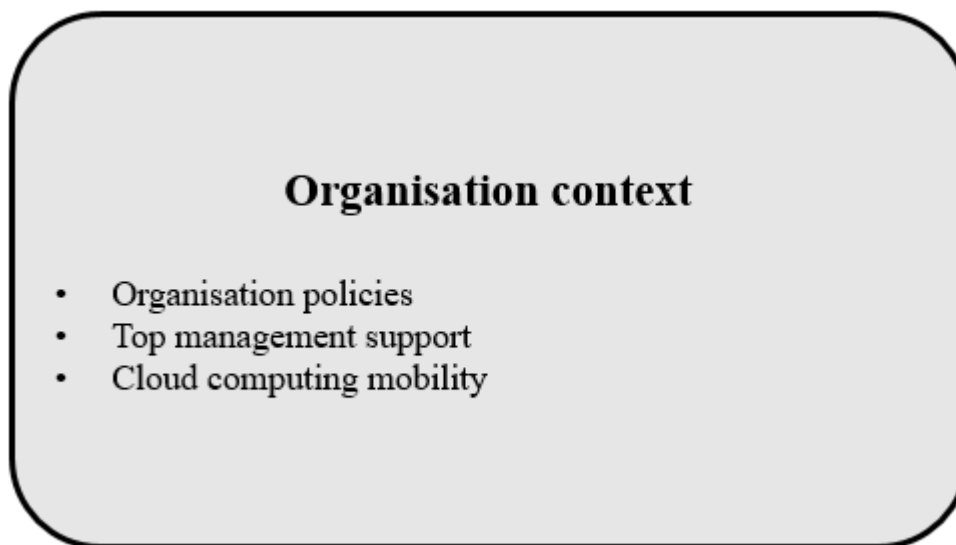 Organisation context
• Organisation policies
• Top management support
• Cloud computing mobility